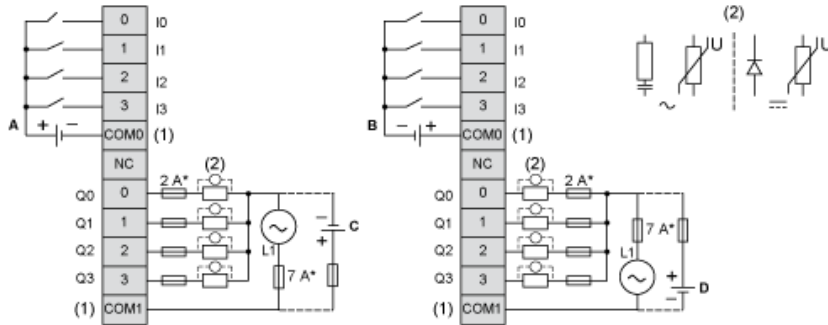 (2)
0 I0
1 I1
2 I2
3 I3
A + − COM0 (1)
NC
(2)
Q0 0 2 A*
Q1 1
Q2 2
Q3 3
− C
+
L1
7 A*
(1) COM1
0 I0
1 I1
2 I2
3 I3
B − + COM0 (1)
NC
(2)
Q0 0 2 A*
Q1 1
Q2 2
Q3 3
7 A*
L1
+ D
−
(1) COM1
U U